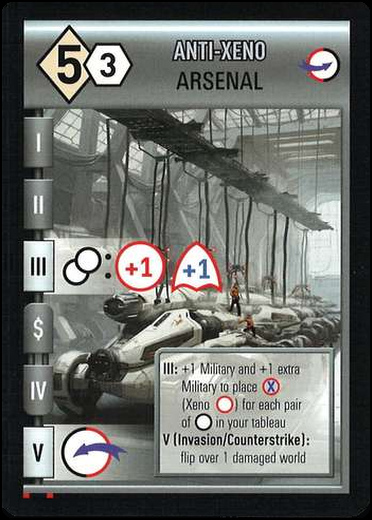 5 3 ANTI-XENO
ARSENAL
I
II
III : +1 +1
$
IV
V
III: +1 Military and +1 extra
Military to place X
(Xeno ) for each pair
of in your tableau
V (Invasion/Counterstrike):
flip over 1 damaged world